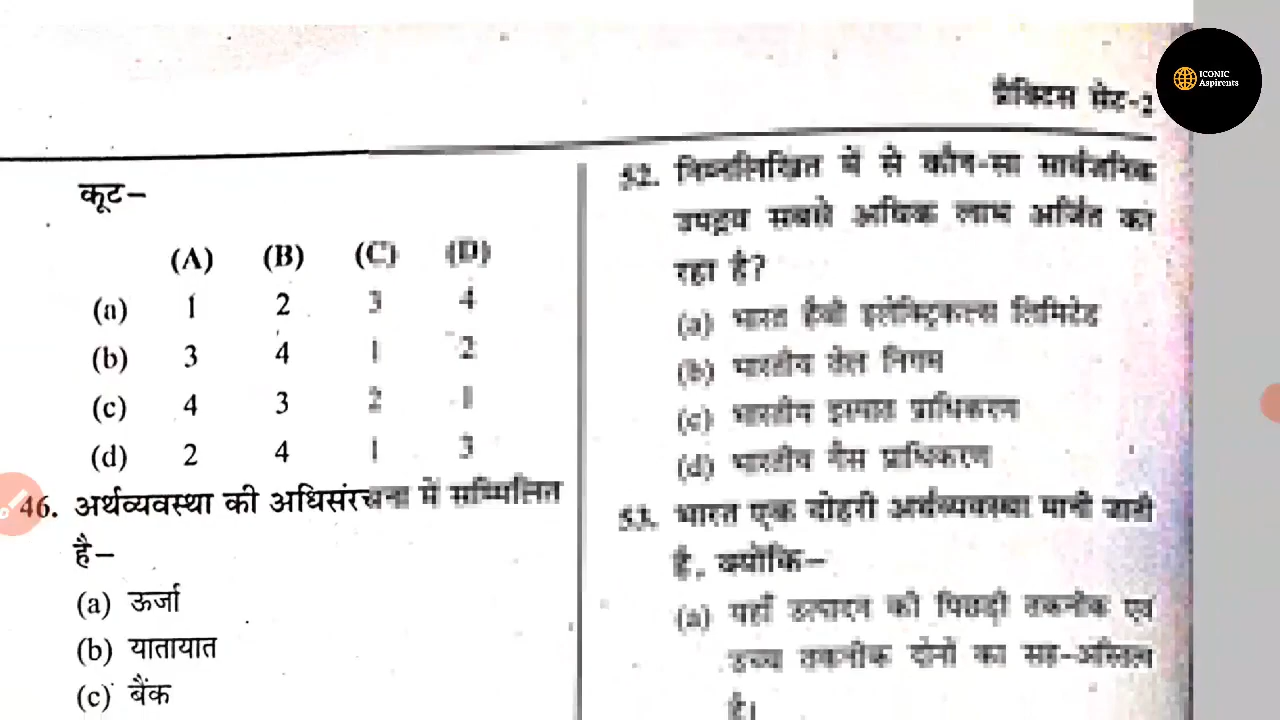 ICONIC
Aspirents
प्रैक्टिस सेट-2
कूट–
(A) (B) (C) (D)
(a) 1 2 3 4
(b) 3 4 1 2
(c) 4 3 2 1
(d) 2 4 1 3
46. अर्थव्यवस्था की अधिसंरचना में सम्मिलित
है–
(a) ऊर्जा
(b) यातायात
(c) बैंक
52. निम्नलिखित में से कौन-सा सार्वजनिक
उपक्रम सबसे अधिक लाभ अर्जित कर
रहा है?
(a) भारत हैवी इलेक्ट्रिकल्स लिमिटेड
(b) भारतीय तेल निगम
(c) भारतीय इस्पात प्राधिकरण
(d) भारतीय गैस प्राधिकरण
53. भारत एक दोहरी अर्थव्यवस्था मानी जाती
है, क्योंकि–
(a) यहाँ उत्पादन की पिछड़ी तकनीक एवं
उच्च तकनीक दोनों का सह-अस्तित्व
है।